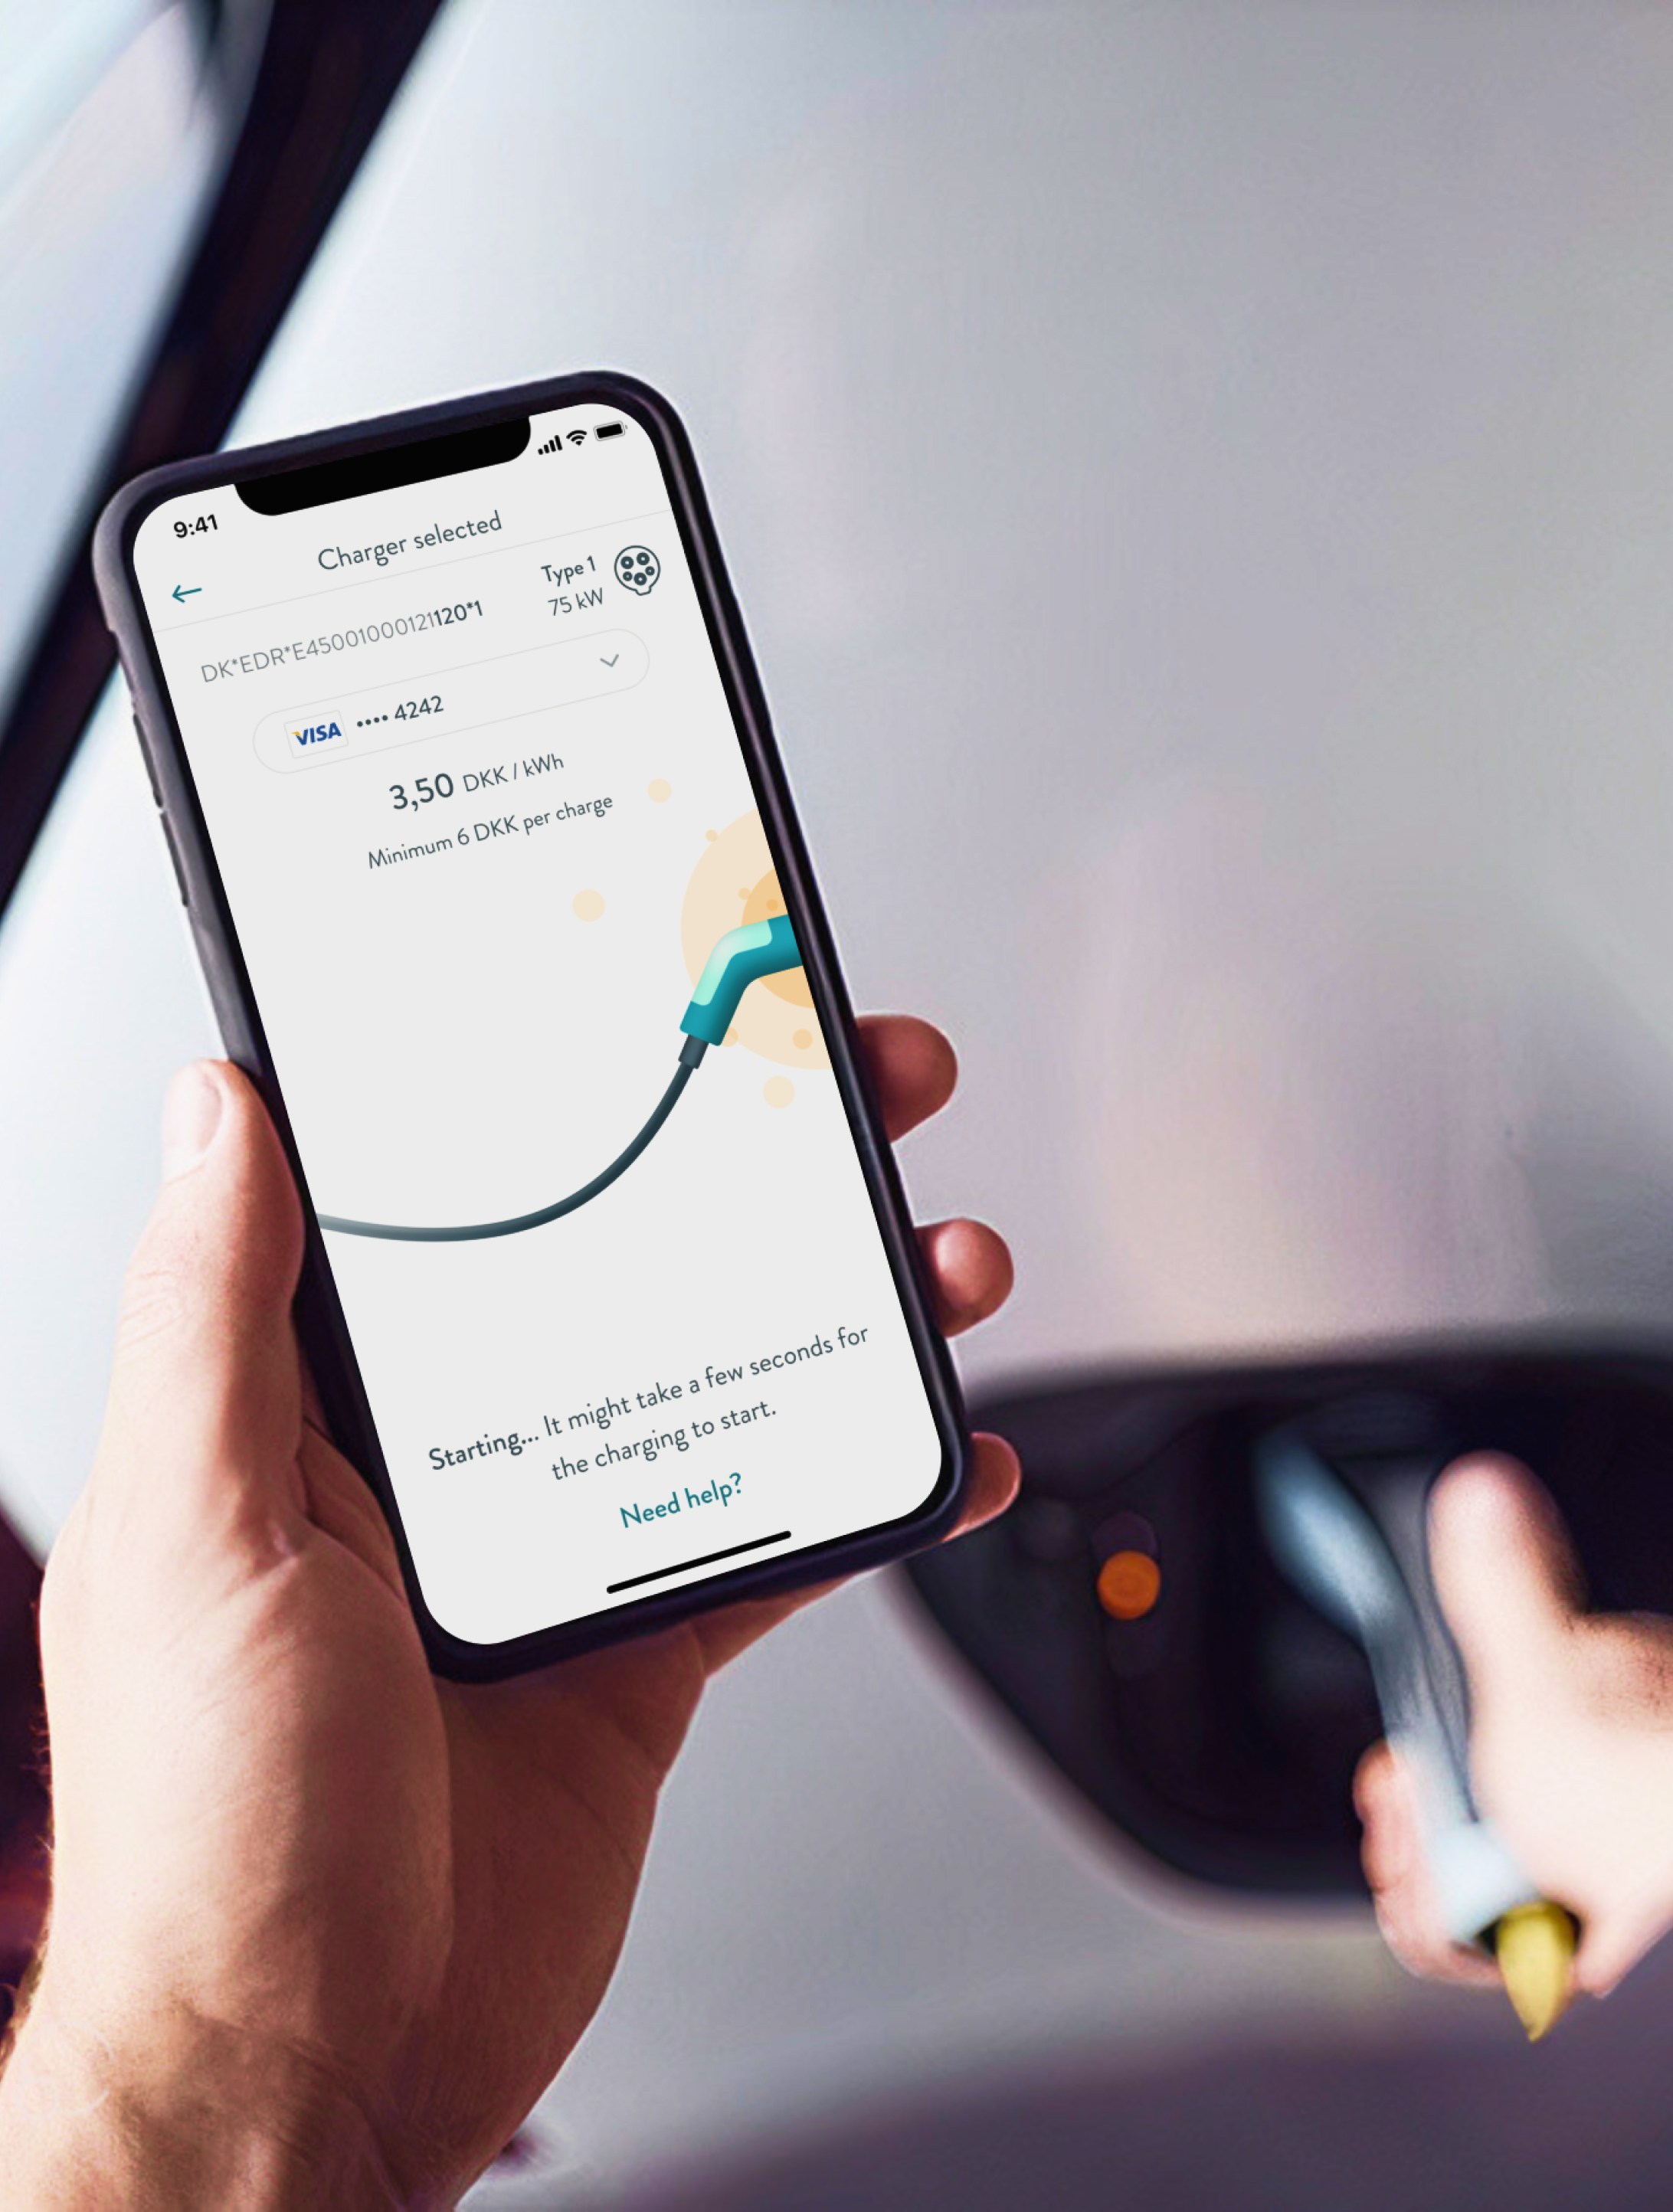 9:41
Charger selected
Type 1
75 kW
DK*EDR*E45001000121120*1
VISA •••• 4242
3,50 DKK / kWh
Minimum 6 DKK per charge
Starting... It might take a few seconds for
the charging to start.
Need help?